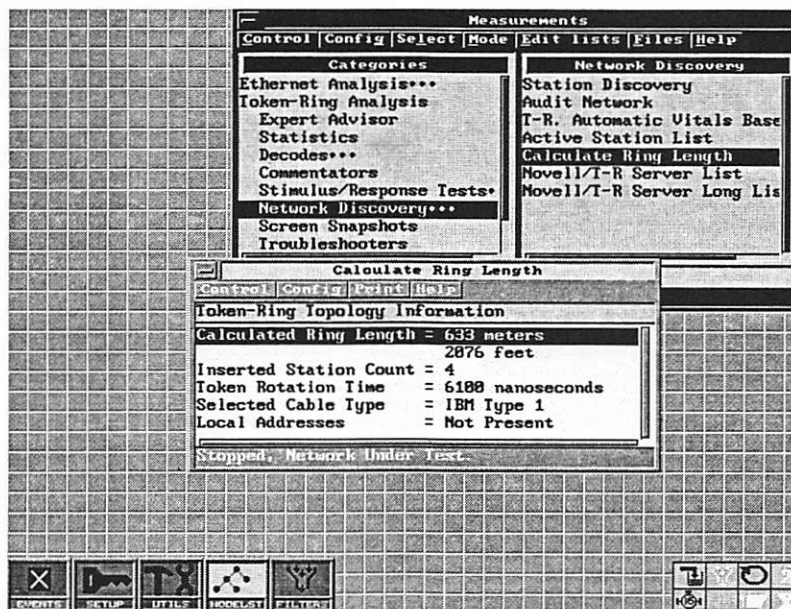 Measurements
Control Config Select Mode Edit lists Files Help
Categories
Ethernet Analysis•••
Token-Ring Analysis
Expert Advisor
Statistics
Decodes•••
Commentators
Stimulus/Response Tests•
Network Discovery•••
Screen Snapshots
Troubleshooters
Network Discovery
Station Discovery
Audit Network
T-R. Automatic Vitals Base
Active Station List
Calculate Ring Length
Novell/T-R Server List
Novell/T-R Server Long Lis
Calculate Ring Length
Control Config Print Help
Token-Ring Topology Information
Calculated Ring Length = 633 meters
2076 feet
Inserted Station Count = 4
Token Rotation Time = 6100 nanoseconds
Selected Cable Type = IBM Type 1
Local Addresses = Not Present
Stopped, Network Under Test.
EVENTS
SETUP
UTILS
NODELST
FILTERS